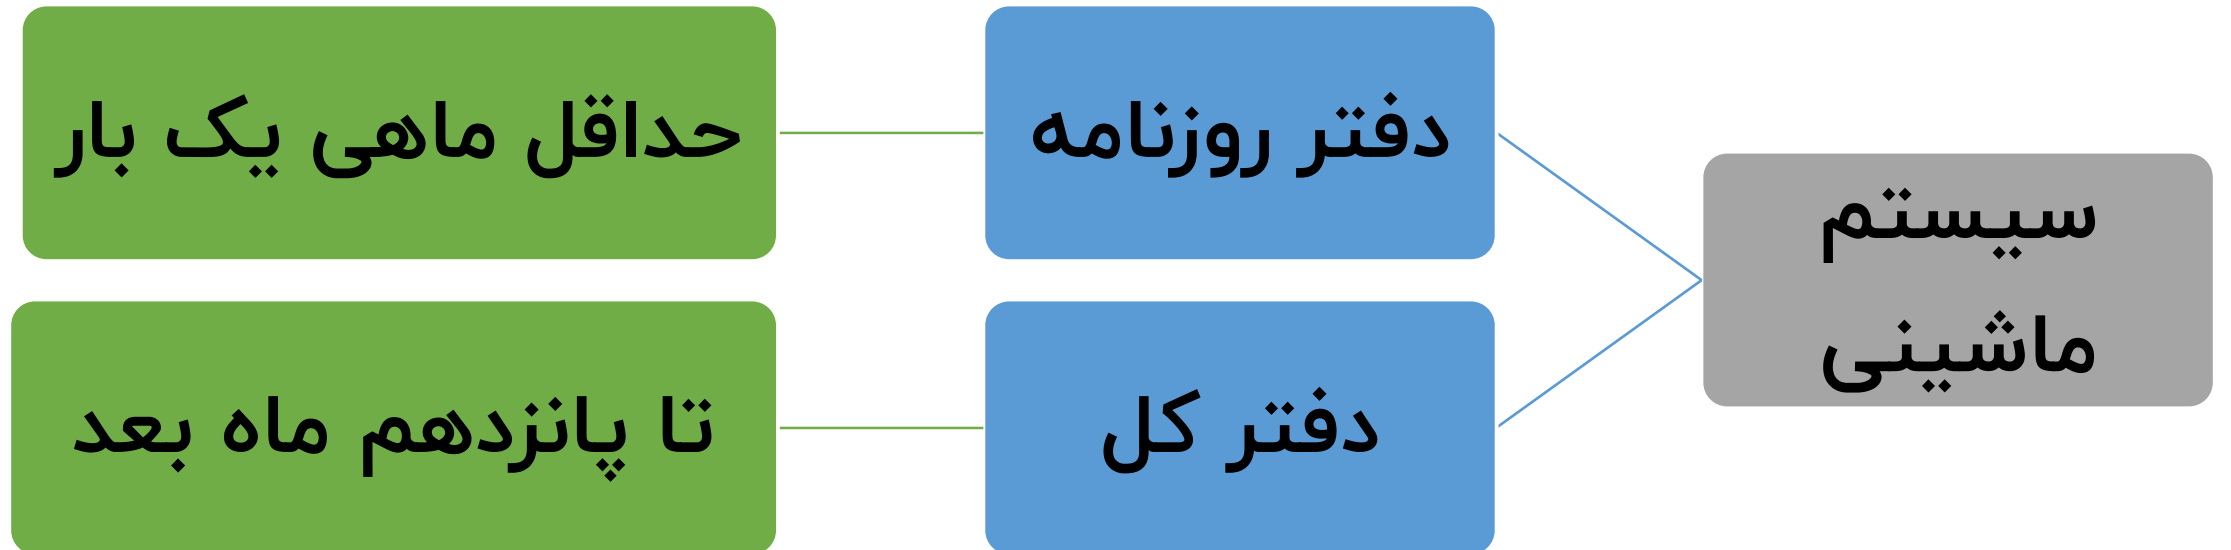 سیستم
ماشینی
دفتر روزنامه
حداقل ماهی یک بار
دفتر کل
تا پانزدهم ماه بعد